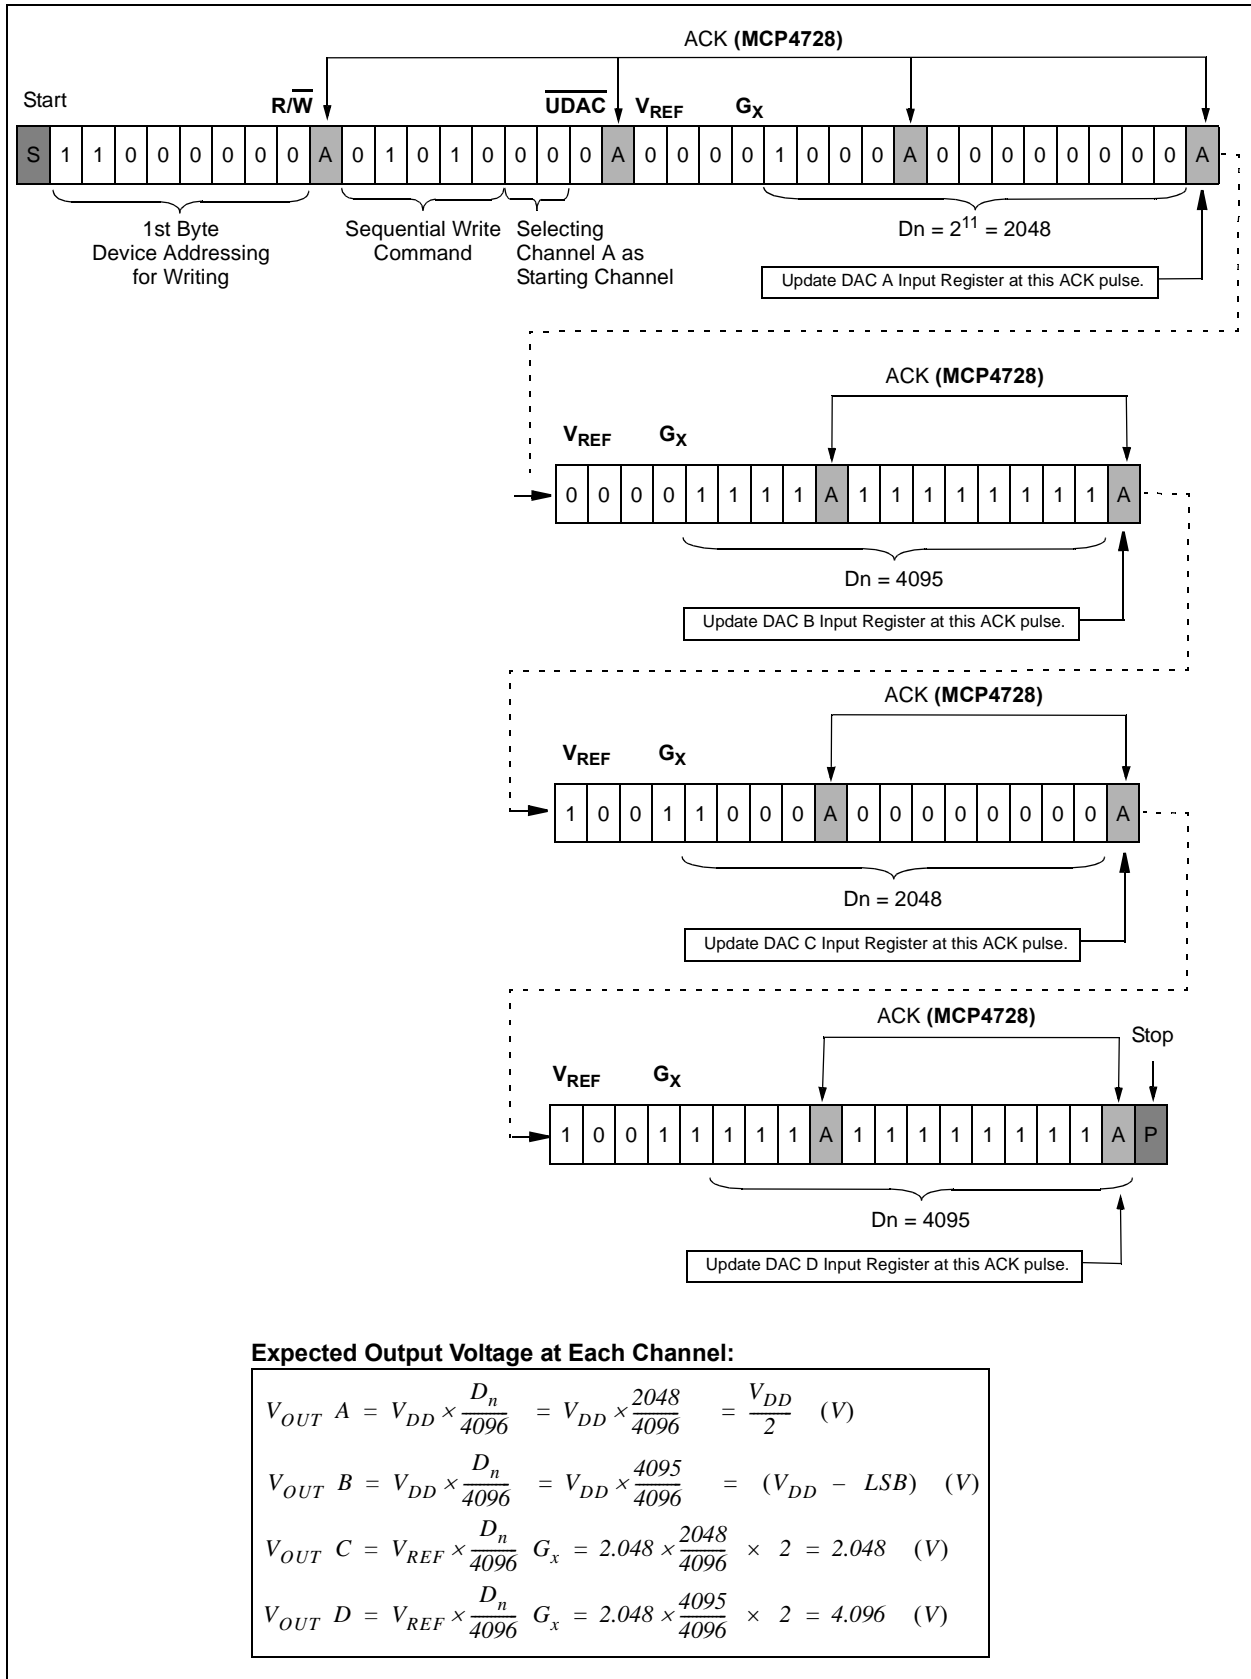 ACK (MCP4728)
Start R/W UDAC VREF GX
S 1 1 0 0 0 0 0 0 A 0 1 0 1 0 0 0 0 A 0 0 0 0 1 0 0 0 A 0 0 0 0 0 0 0 0 A
1st Byte
Device Addressing
for Writing
Sequential Write
Command
Selecting
Channel A as
Starting Channel
Dn = 2^11 = 2048
Update DAC A Input Register at this ACK pulse.
ACK (MCP4728)
VREF GX
0 0 0 0 1 1 1 1 A 1 1 1 1 1 1 1 1 A
Dn = 4095
Update DAC B Input Register at this ACK pulse.
ACK (MCP4728)
VREF GX
1 0 0 1 1 0 0 0 A 0 0 0 0 0 0 0 0 A
Dn = 2048
Update DAC C Input Register at this ACK pulse.
ACK (MCP4728)
Stop
VREF GX
1 0 0 1 1 1 1 1 A 1 1 1 1 1 1 1 1 A P
Dn = 4095
Update DAC D Input Register at this ACK pulse.
Expected Output Voltage at Each Channel:
VOUT A = VDD × Dn/4096 = VDD × 2048/4096 = VDD/2 (V)
VOUT B = VDD × Dn/4096 = VDD × 4095/4096 = (VDD – LSB) (V)
VOUT C = VREF × Dn/4096 Gx = 2.048 × 2048/4096 × 2 = 2.048 (V)
VOUT D = VREF × Dn/4096 Gx = 2.048 × 4095/4096 × 2 = 4.096 (V)